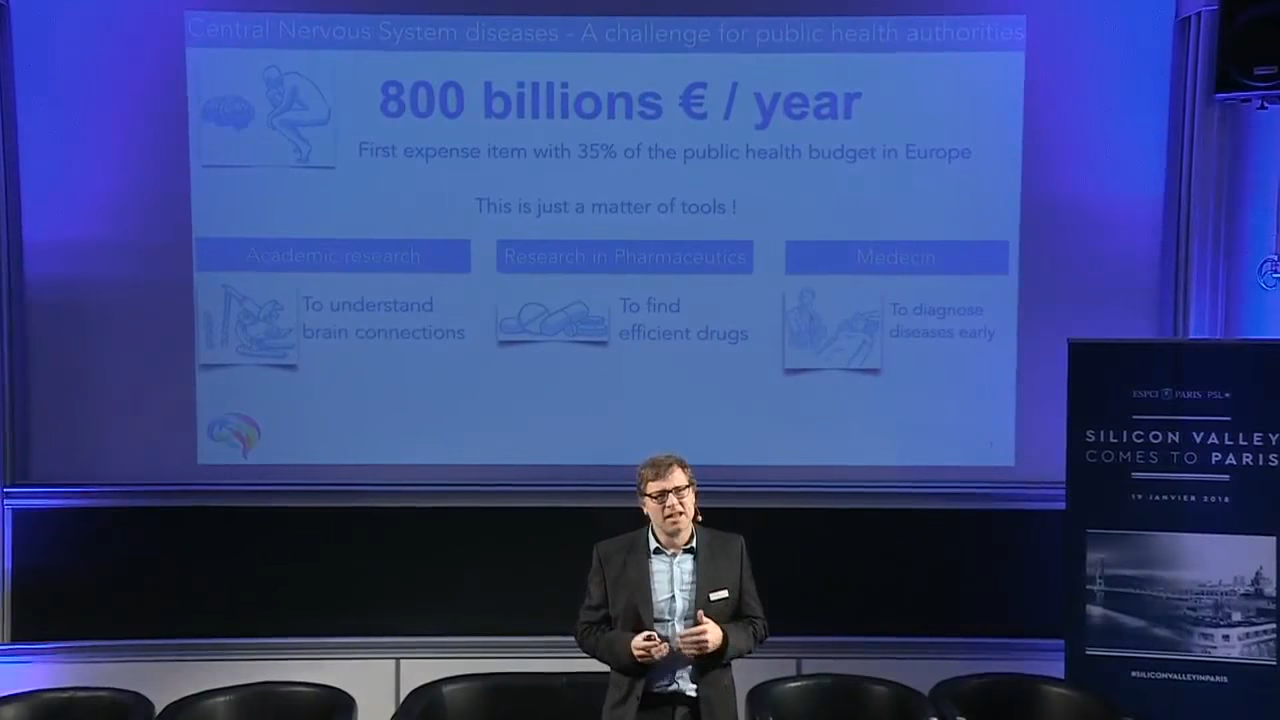 Central Nervous System diseases - A challenge for public health authorities
800 billions € / year
First expense item with 35% of the public health budget in Europe
This is just a matter of tools !
Academic research
To understand
brain connections
Research in Pharmaceutics
To find
efficient drugs
Medecin
To diagnose
diseases early
ESPCI PARIS PSL
SILICON VALLEY
COMES TO PARIS
19 JANVIER 2018
#SILICONVALLEYINPARIS